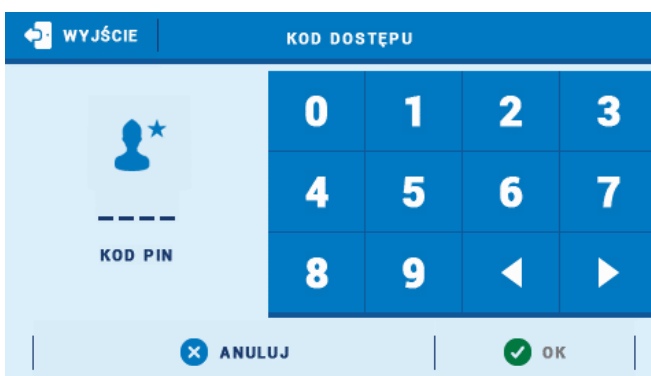 WYJŚCIE KOD DOSTĘPU
0 1 2 3
4 5 6 7
KOD PIN
8 9
ANULUJ OK